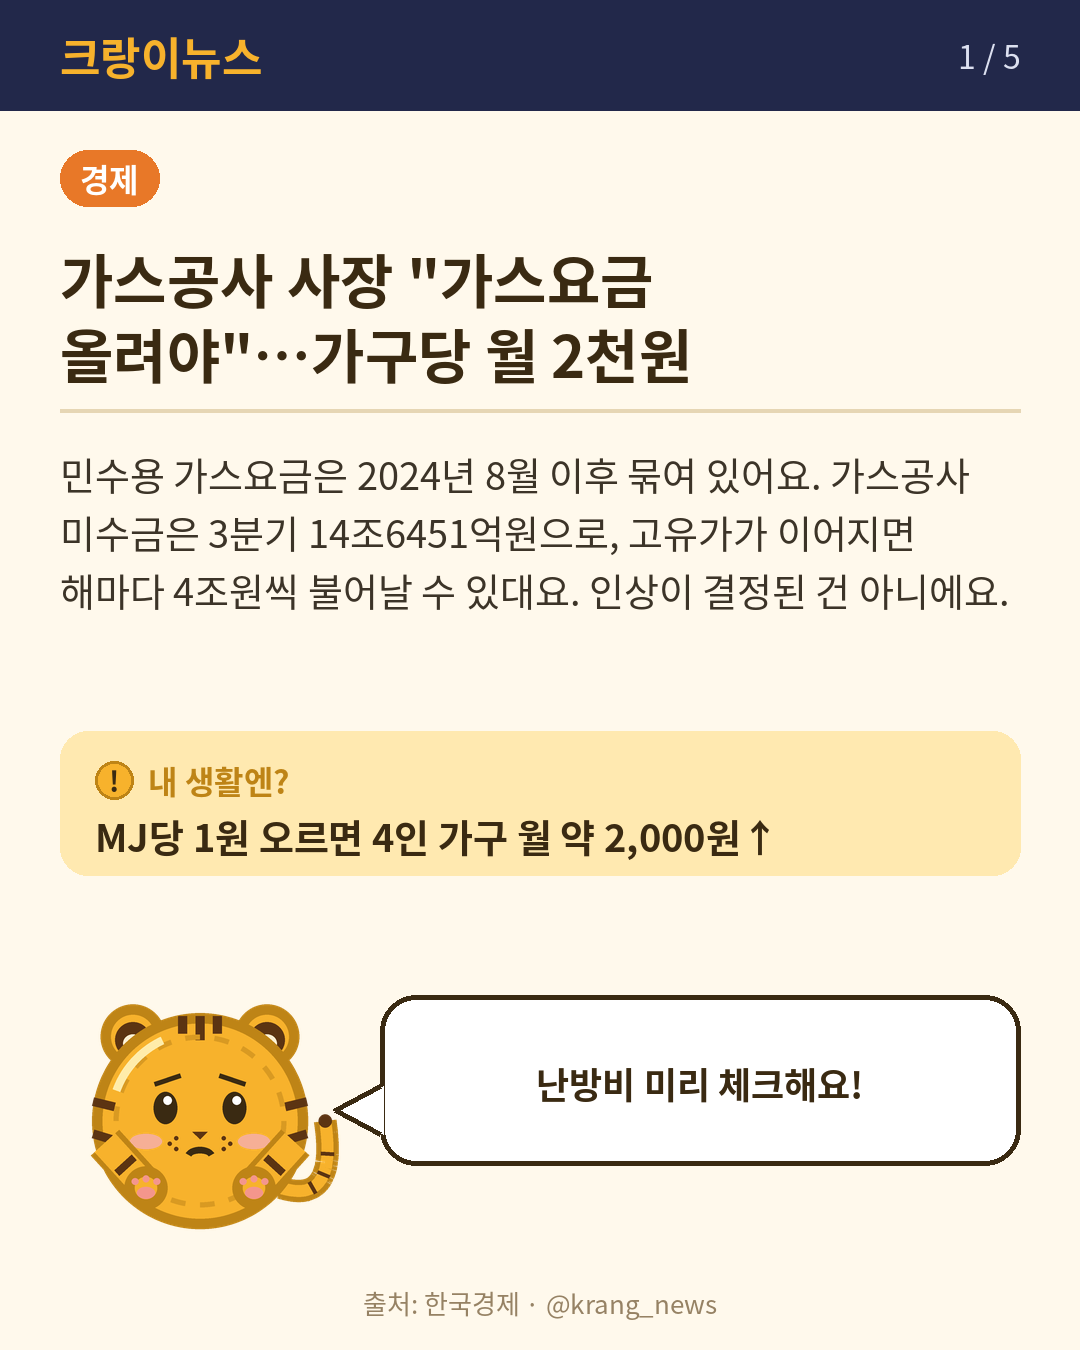 크랑이뉴스
1 / 5
경제
가스공사 사장 "가스요금
올려야"…가구당 월 2천원
민수용 가스요금은 2024년 8월 이후 묶여 있어요. 가스공사
미수금은 3분기 14조6451억원으로, 고유가가 이어지면
해마다 4조원씩 불어날 수 있대요. 인상이 결정된 건 아니에요.
! 내 생활엔?
MJ당 1원 오르면 4인 가구 월 약 2,000원↑
난방비 미리 체크해요!
출처: 한국경제 · @krang_news